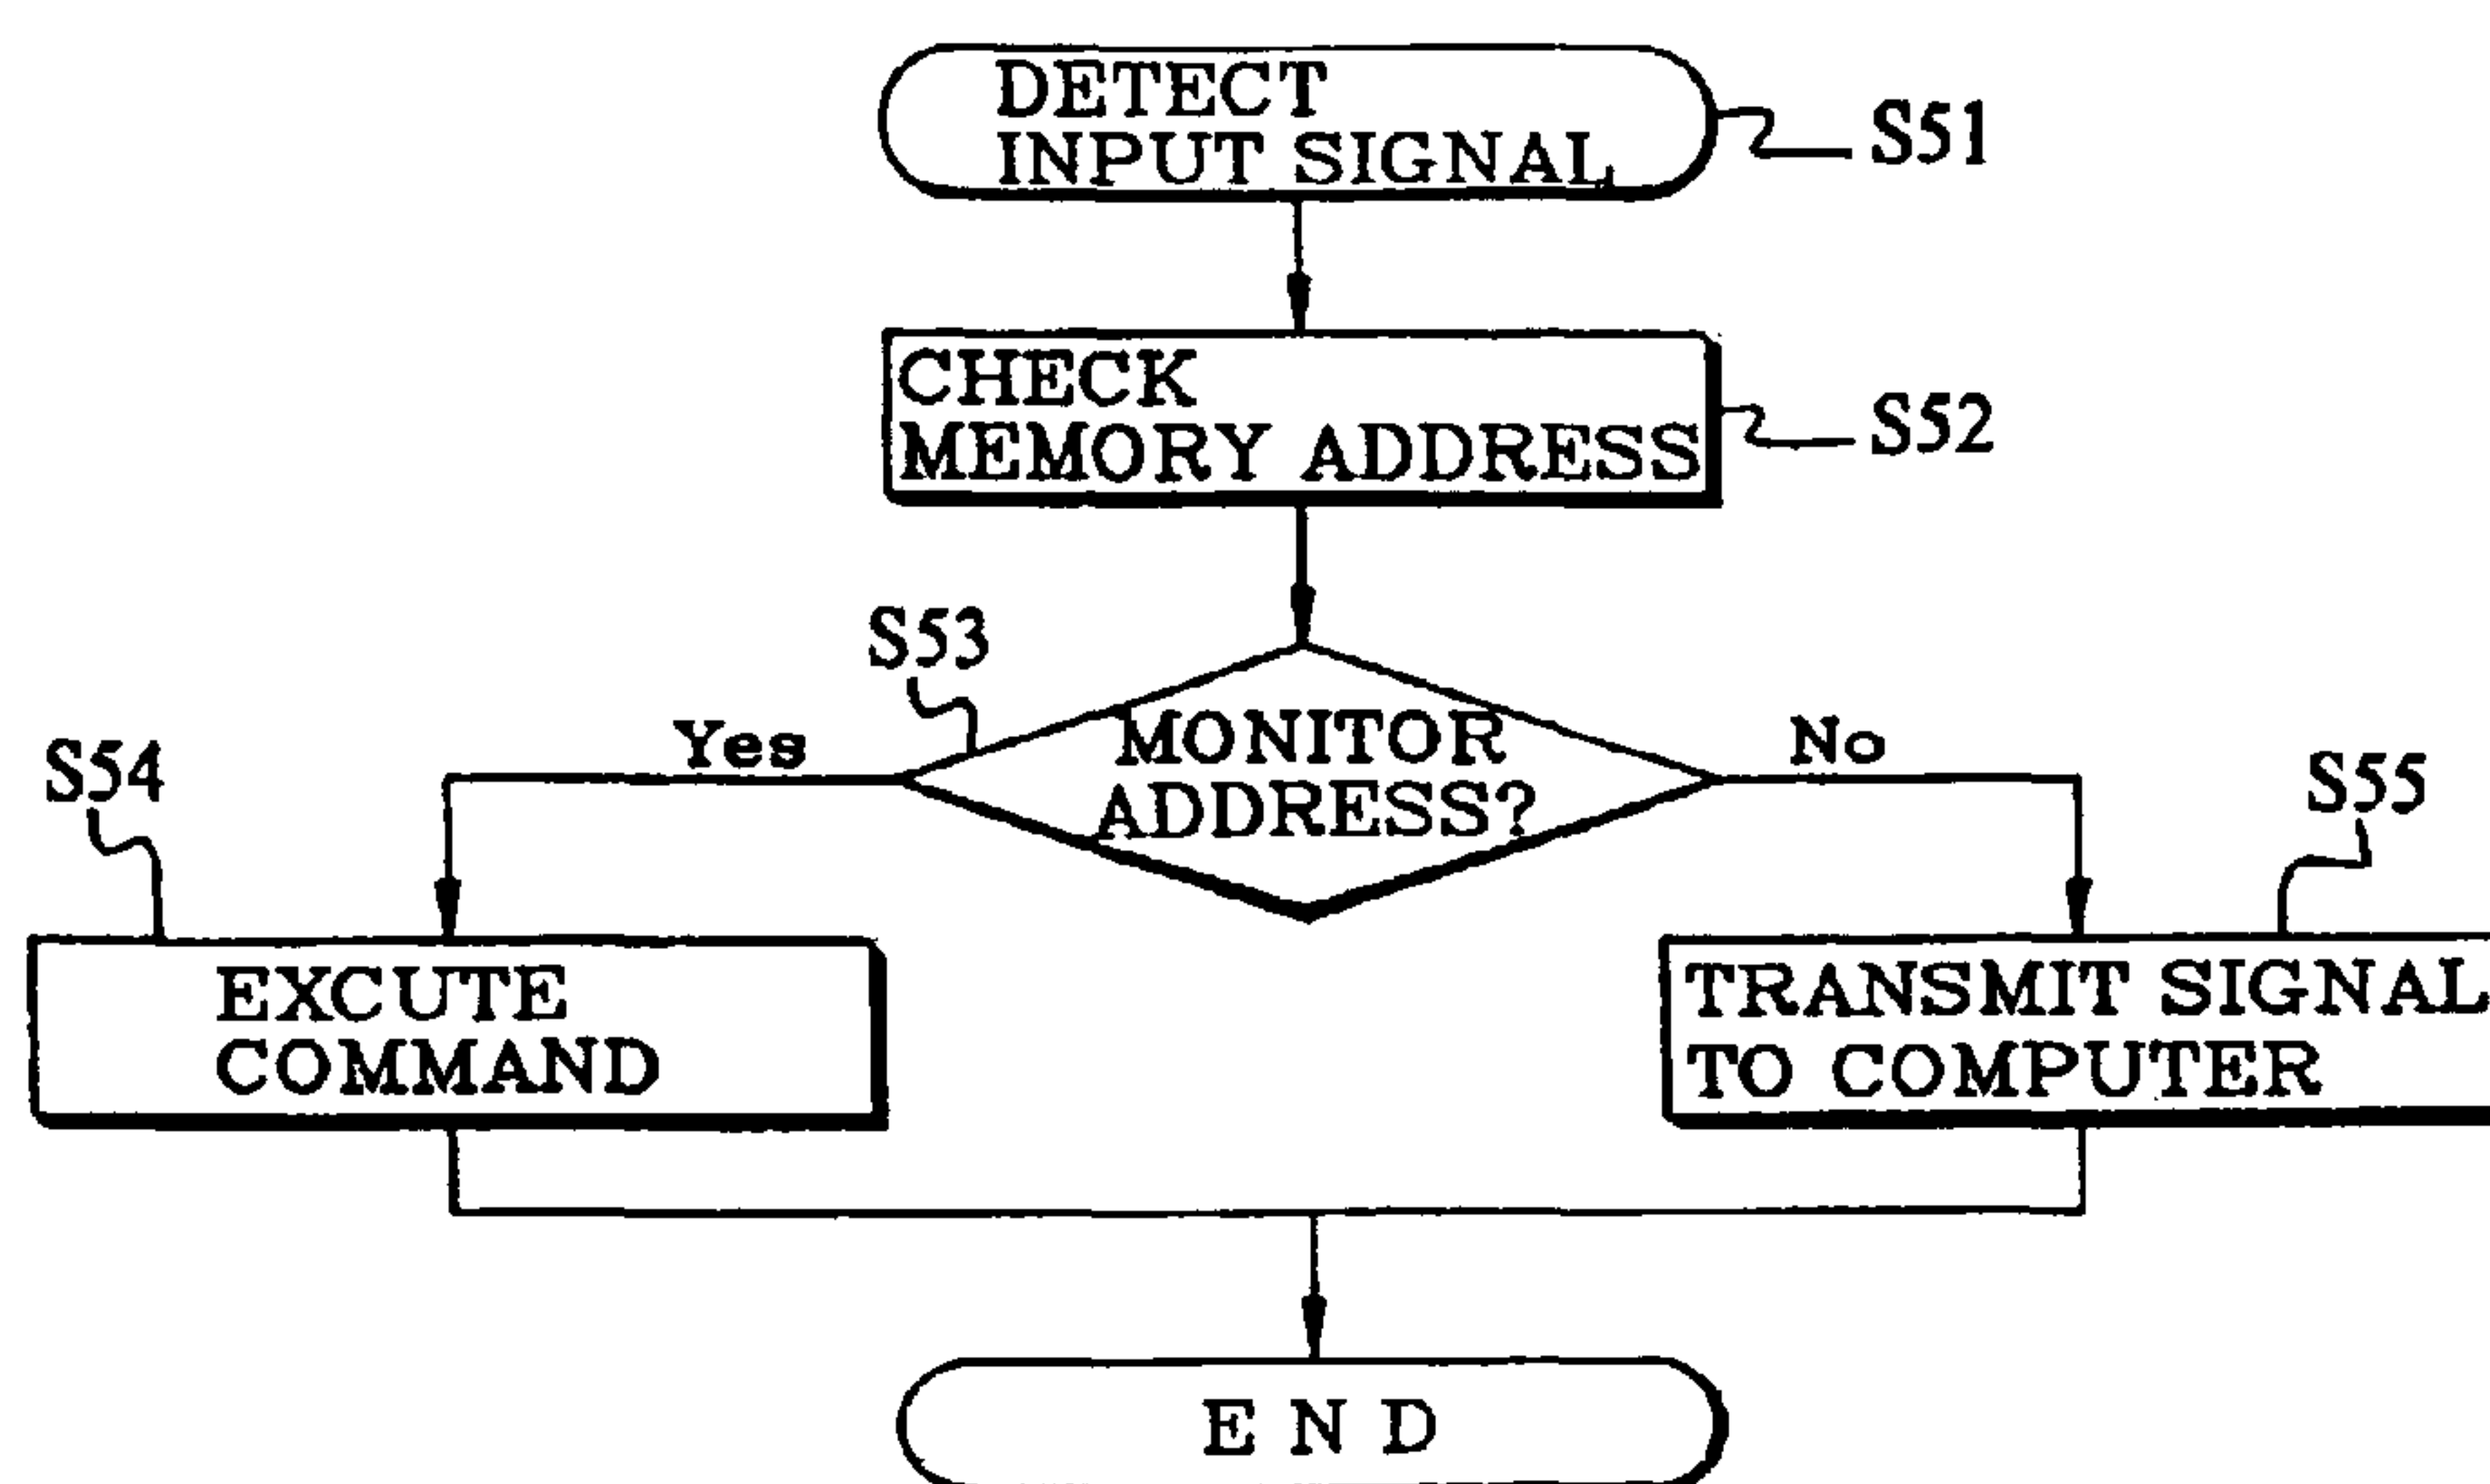 DETECT
INPUT SIGNAL
S51
CHECK
MEMORY ADDRESS
S52
S53
MONITOR
ADDRESS?
Yes
No
S54
S55
EXCUTE
COMMAND
TRANSMIT SIGNAL
TO COMPUTER
E N D